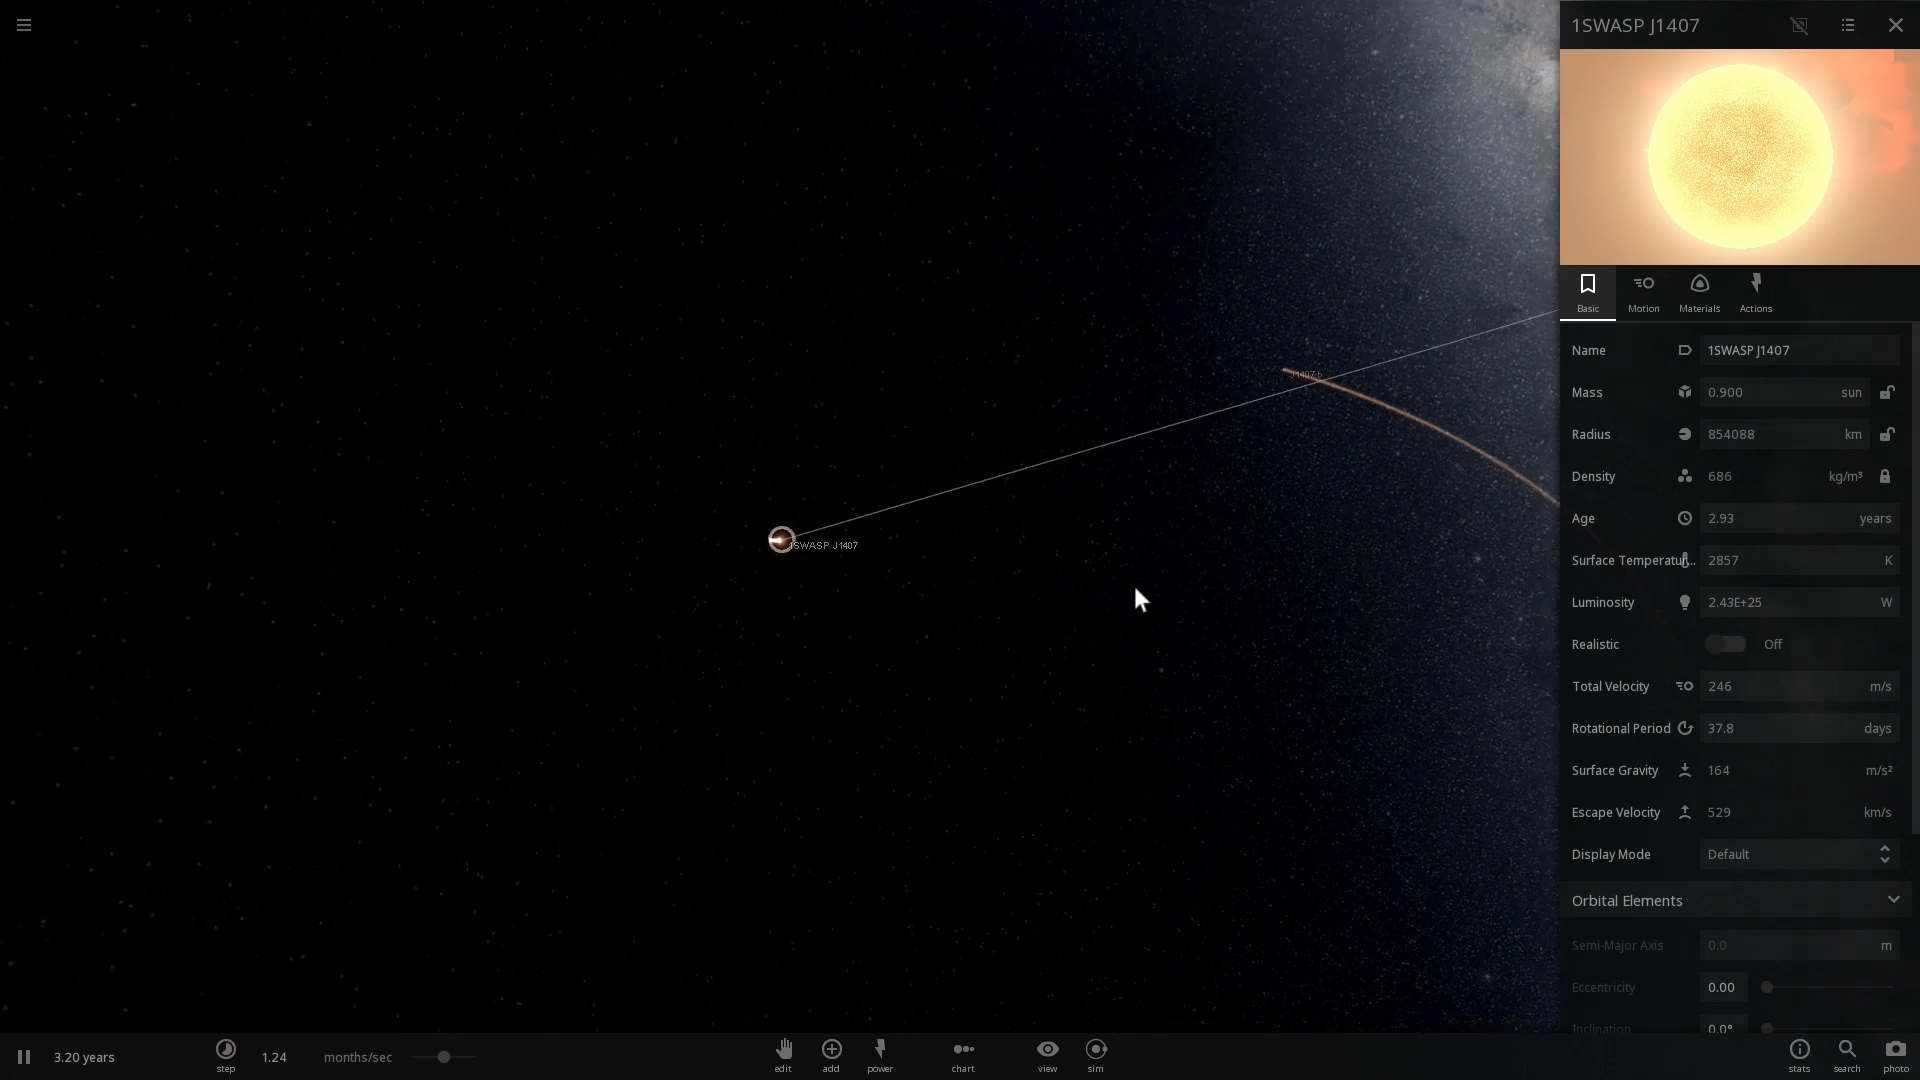 1SWASP J1407
J1407 b
1SWASP J1407
Basic
Motion
Materials
Actions
Name 1SWASP J1407
Mass 0.900 sun
Radius 854088 km
Density 686 kg/m³
Age 2.93 years
Surface Temperatur... 2857 K
Luminosity 2.43E+25 W
Realistic Off
Total Velocity 246 m/s
Rotational Period 37.8 days
Surface Gravity 164 m/s²
Escape Velocity 529 km/s
Display Mode Default
Orbital Elements
Semi-Major Axis 0.0 m
Eccentricity 0.00
Inclination 0.0°
3.20 years
step
1.24 months/sec
edit
add
power
chart
view
sim
stats
search
photo